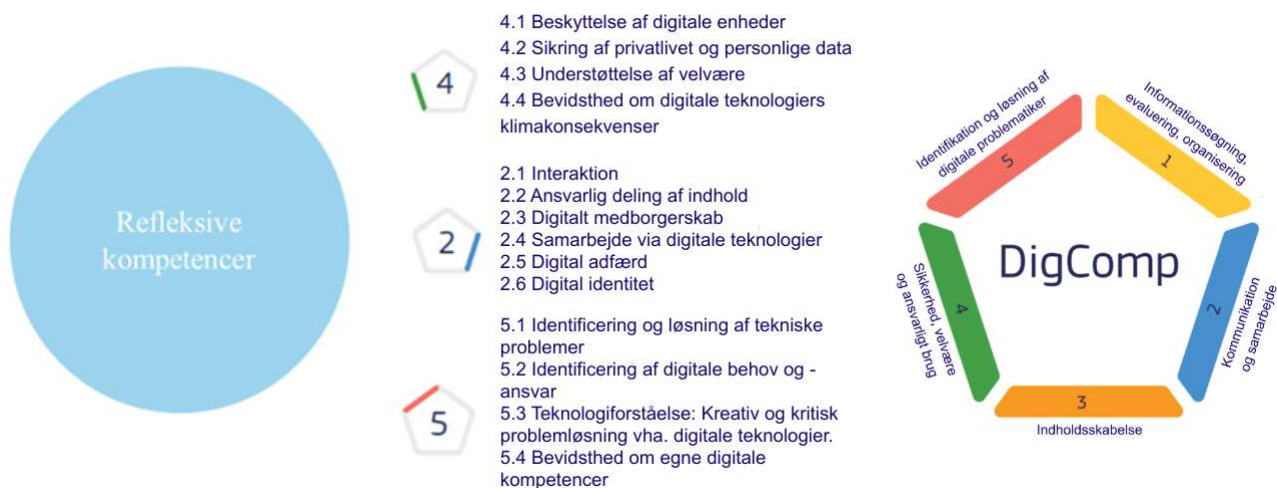 Refleksive
kompetencer
4
4.1 Beskyttelse af digitale enheder
4.2 Sikring af privatlivet og personlige data
4.3 Understøttelse af velvære
4.4 Bevidsthed om digitale teknologiers
klimakonsekvenser
2
2.1 Interaktion
2.2 Ansvarlig deling af indhold
2.3 Digitalt medborgerskab
2.4 Samarbejde via digitale teknologier
2.5 Digital adfærd
2.6 Digital identitet
5
5.1 Identificering og løsning af tekniske
problemer
5.2 Identificering af digitale behov og -
ansvar
5.3 Teknologiforståelse: Kreativ og kritisk
problemløsning vha. digitale teknologier.
5.4 Bevidsthed om egne digitale
kompetencer
DigComp
Informationssøgning,
evaluering, organisering
1
2
Kommunikation
og samarbejde
3
Indholdsskabelse
4
Sikkerhed, velvære
og ansvarligt brug
Identifikation og løsning af
digitale problematiker
5